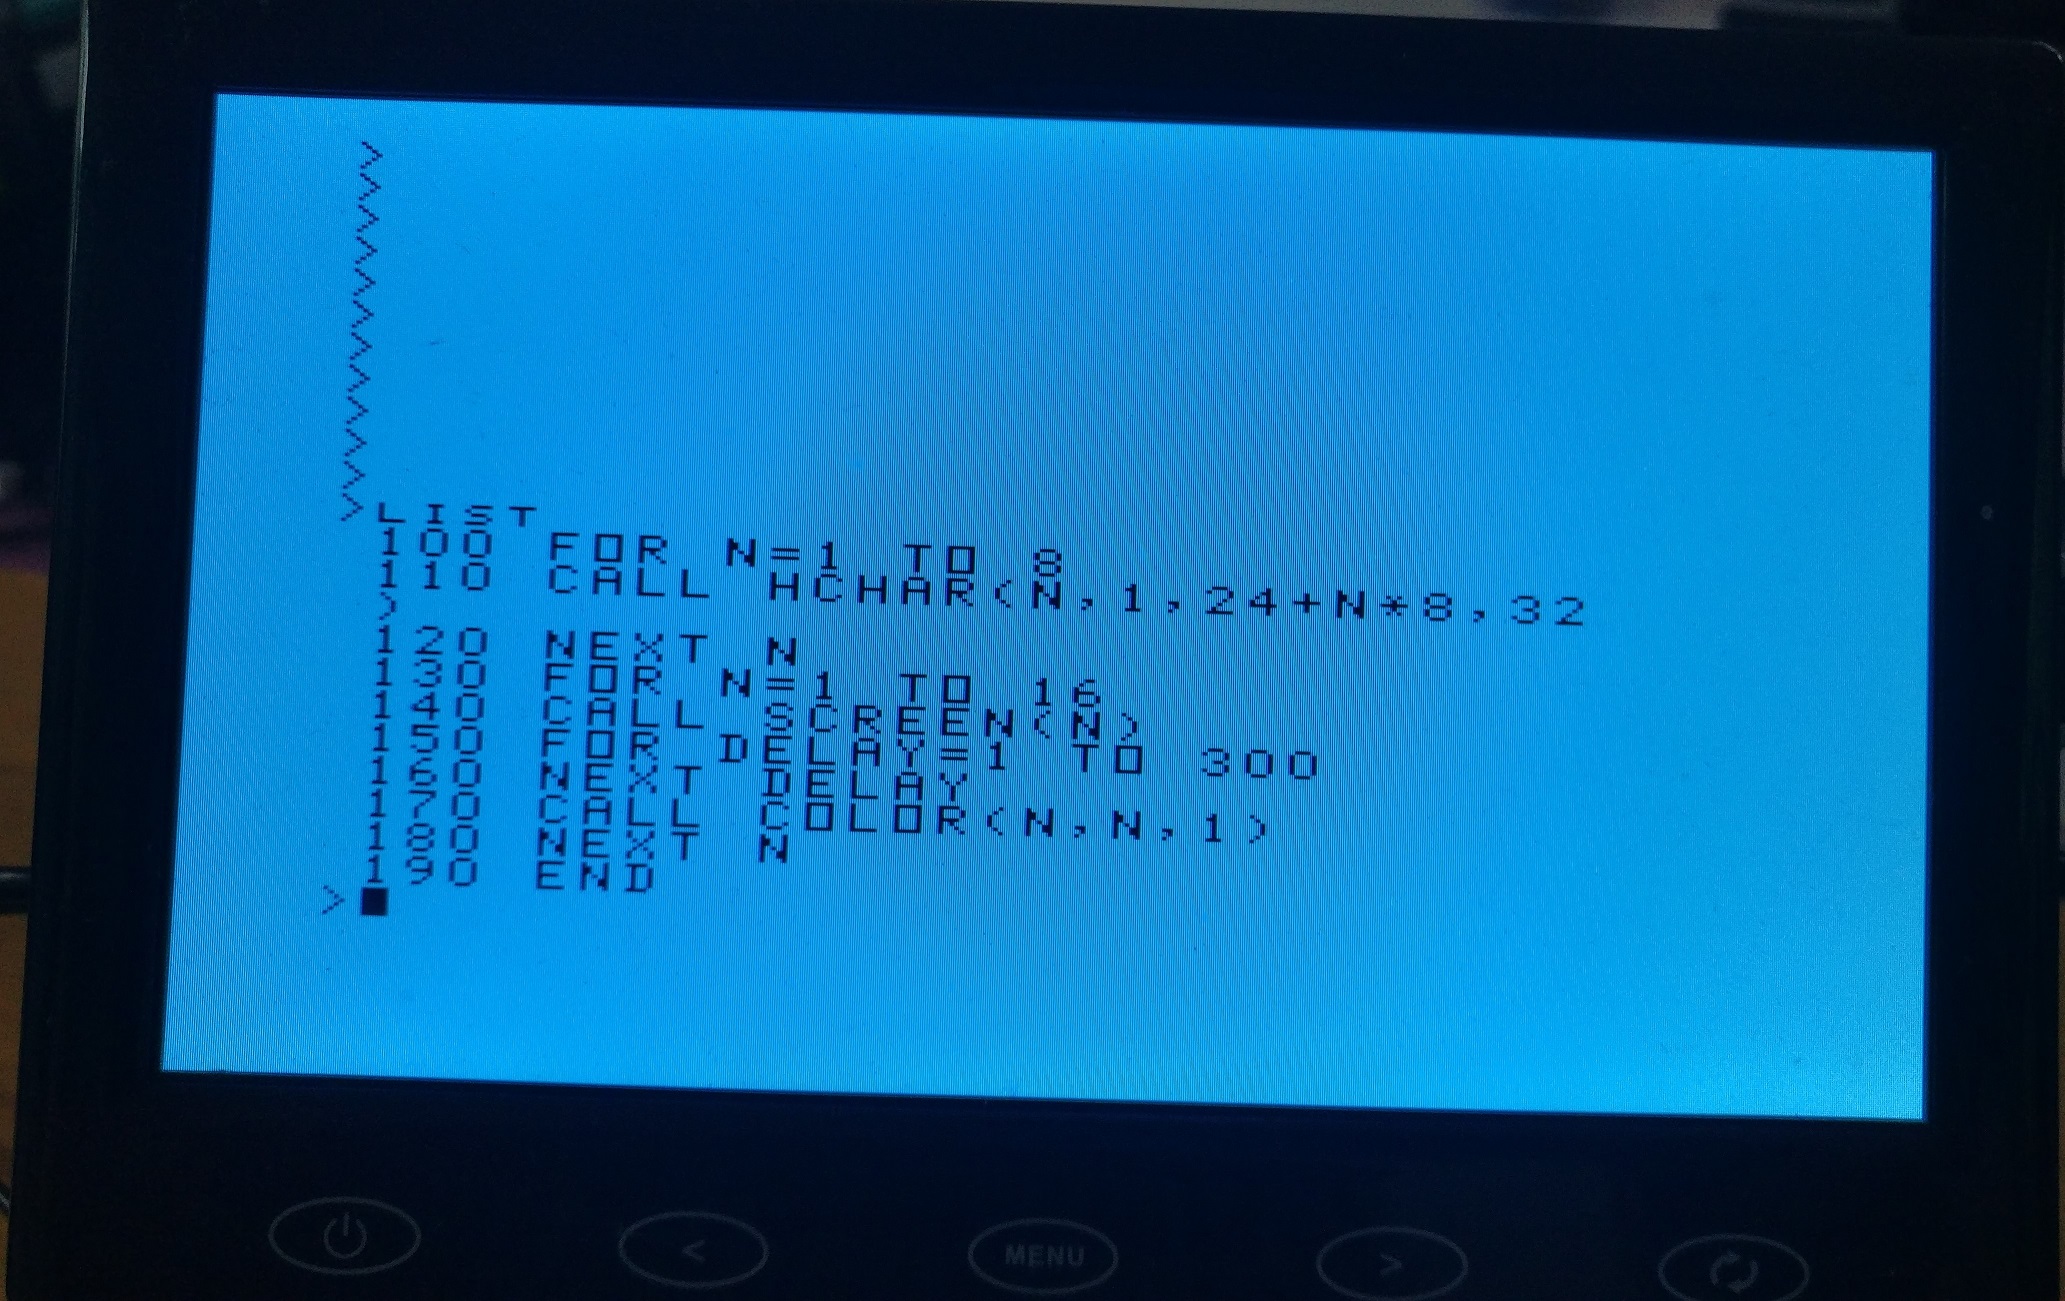 >
>
>
>
>
>
>
>
>
>
>
>LIST
100 FOR N=1 TO 8
110 CALL HCHAR(N,1,24+N*8,32
)
120 NEXT N
130 FOR N=1 TO 16
140 CALL SCREEN(N)
150 FOR DELAY=1 TO 300
160 NEXT DELAY
170 CALL COLOR(N,N,1)
180 NEXT N
190 END
>
< MENU >